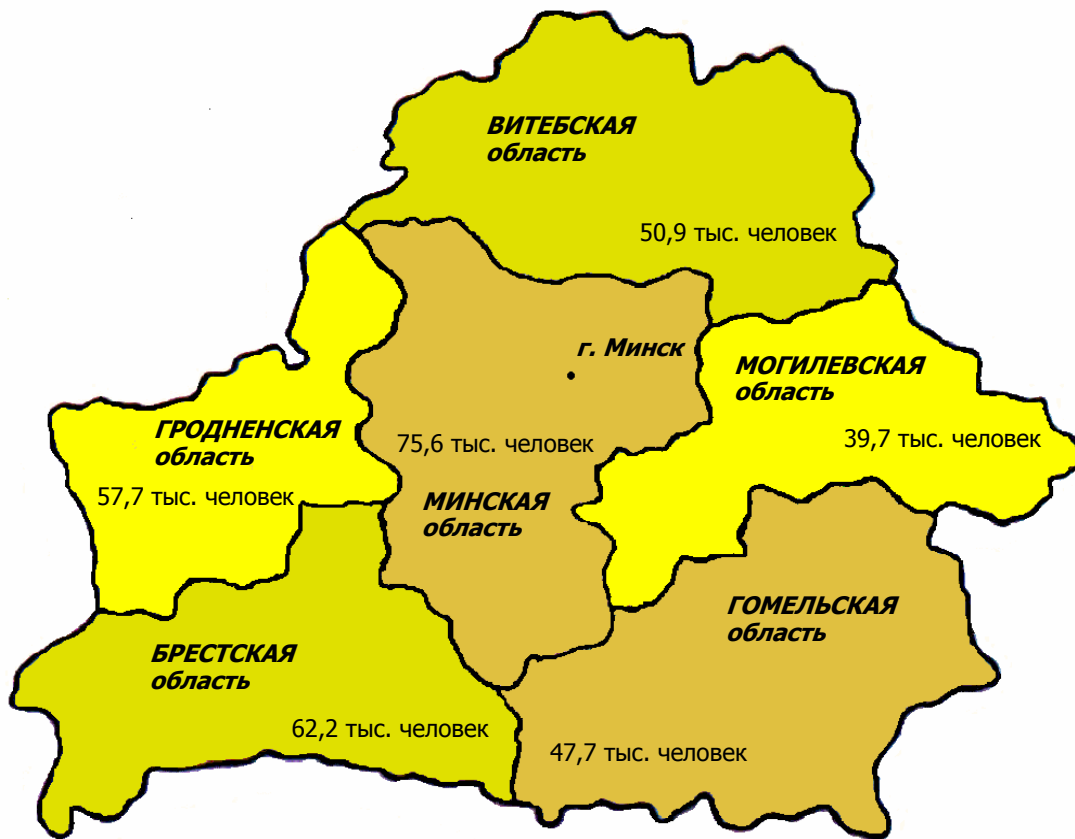 ВИТЕБСКАЯ
область
50,9 тыс. человек
г. Минск
МОГИЛЕВСКАЯ
область
39,7 тыс. человек
ГРОДНЕНСКАЯ
область
57,7 тыс. человек
75,6 тыс. человек
МИНСКАЯ
область
ГОМЕЛЬСКАЯ
область
47,7 тыс. человек
БРЕСТСКАЯ
область
62,2 тыс. человек